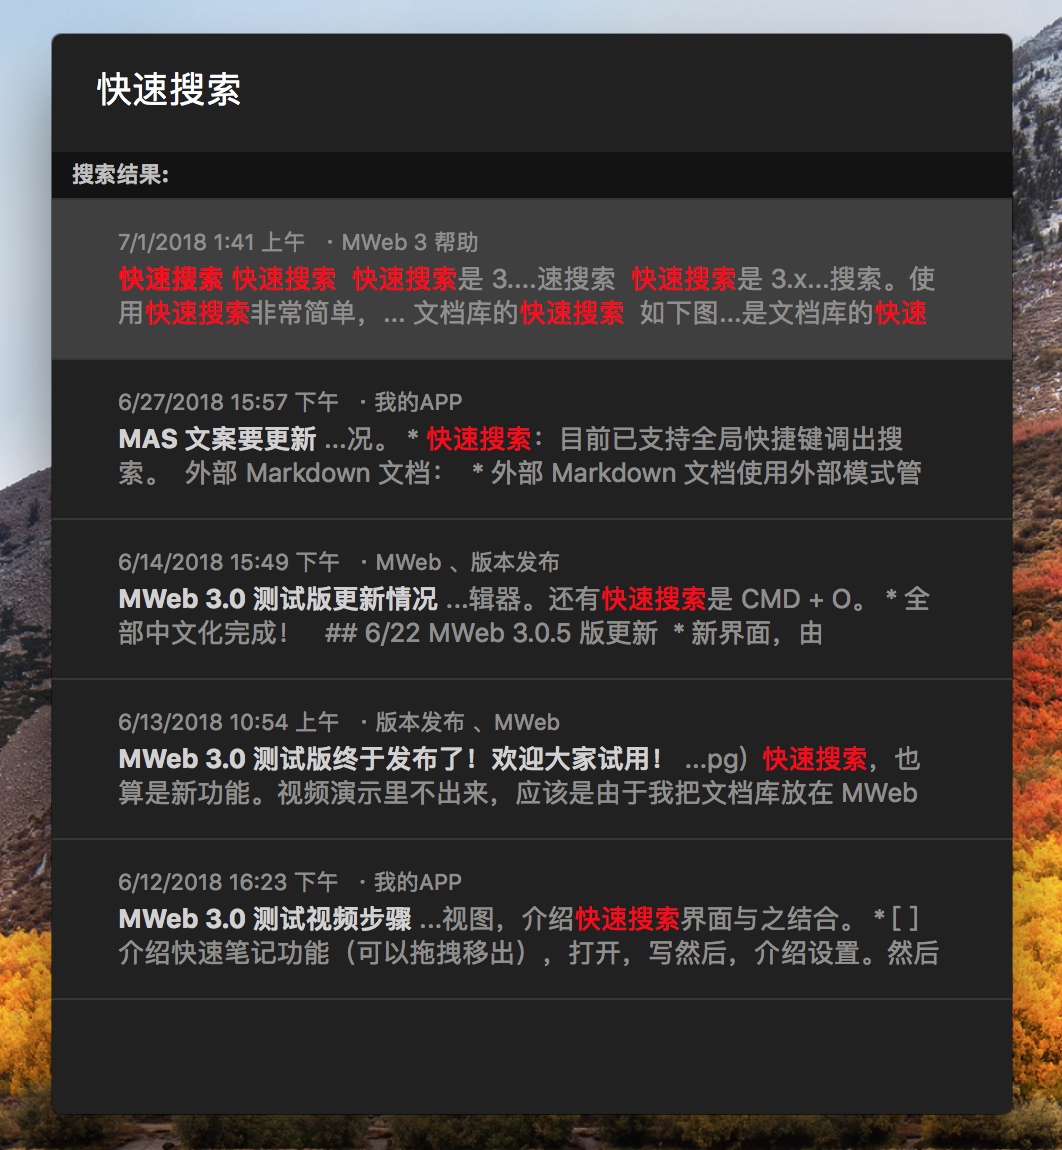 快速搜索
搜索结果:
7/1/2018 1:41 上午 · MWeb 3 帮助
快速搜索 快速搜索 快速搜索是 3....速搜索 快速搜索是 3.x...搜索。使
用快速搜索非常简单，... 文档库的快速搜索 如下图...是文档库的快速
6/27/2018 15:57 下午 · 我的APP
MAS 文案要更新 ...况。 * 快速搜索：目前已支持全局快捷键调出搜
索。 外部 Markdown 文档： * 外部 Markdown 文档使用外部模式管
6/14/2018 15:49 下午 · MWeb 、版本发布
MWeb 3.0 测试版更新情况 ...辑器。还有快速搜索是 CMD + O。 * 全
部中文化完成！ ## 6/22 MWeb 3.0.5 版更新 * 新界面，由
6/13/2018 10:54 上午 · 版本发布 、MWeb
MWeb 3.0 测试版终于发布了！欢迎大家试用！ ...pg）快速搜索，也
算是新功能。视频演示里不出来，应该是由于我把文档库放在 MWeb
6/12/2018 16:23 下午 · 我的APP
MWeb 3.0 测试视频步骤 ...视图，介绍快速搜索界面与之结合。 * [ ]
介绍快速笔记功能（可以拖拽移出），打开，写然后，介绍设置。然后